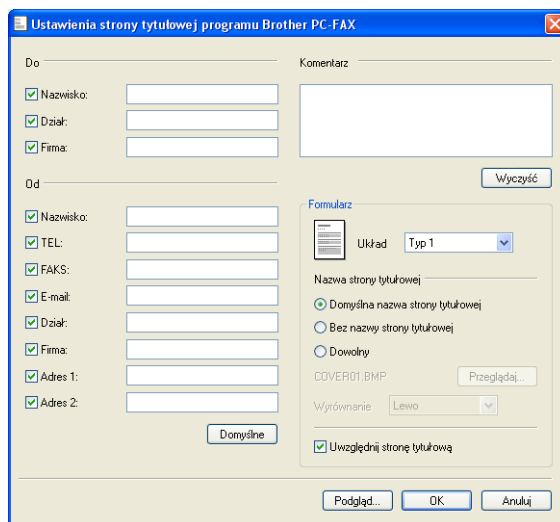 Ustawienia strony tytułowej programu Brother PC-FAX
Do
Nazwisko:
Dział:
Firma:
Od
Nazwisko:
TEL:
FAKS:
E-mail:
Dział:
Firma:
Adres 1:
Adres 2:
Domyślne
Komentarz
Wyczyść
Formularz
Układ Typ 1
Nazwa strony tytułowej
Domyślna nazwa strony tytułowej
Bez nazwy strony tytułowej
Dowolny
COVER01.BMP Przeglądaj...
Wyrównanie Lewo
Uwzględnij stronę tytułową
Podgląd... OK Anuluj